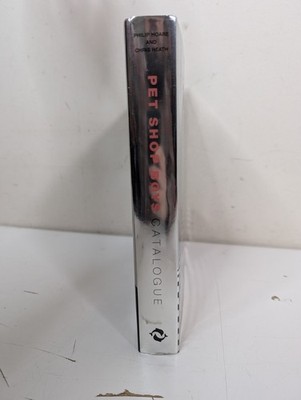 PHILIP HOARE
AND
CHRIS HEATH
PET SHOP BOYS CATALOGUE